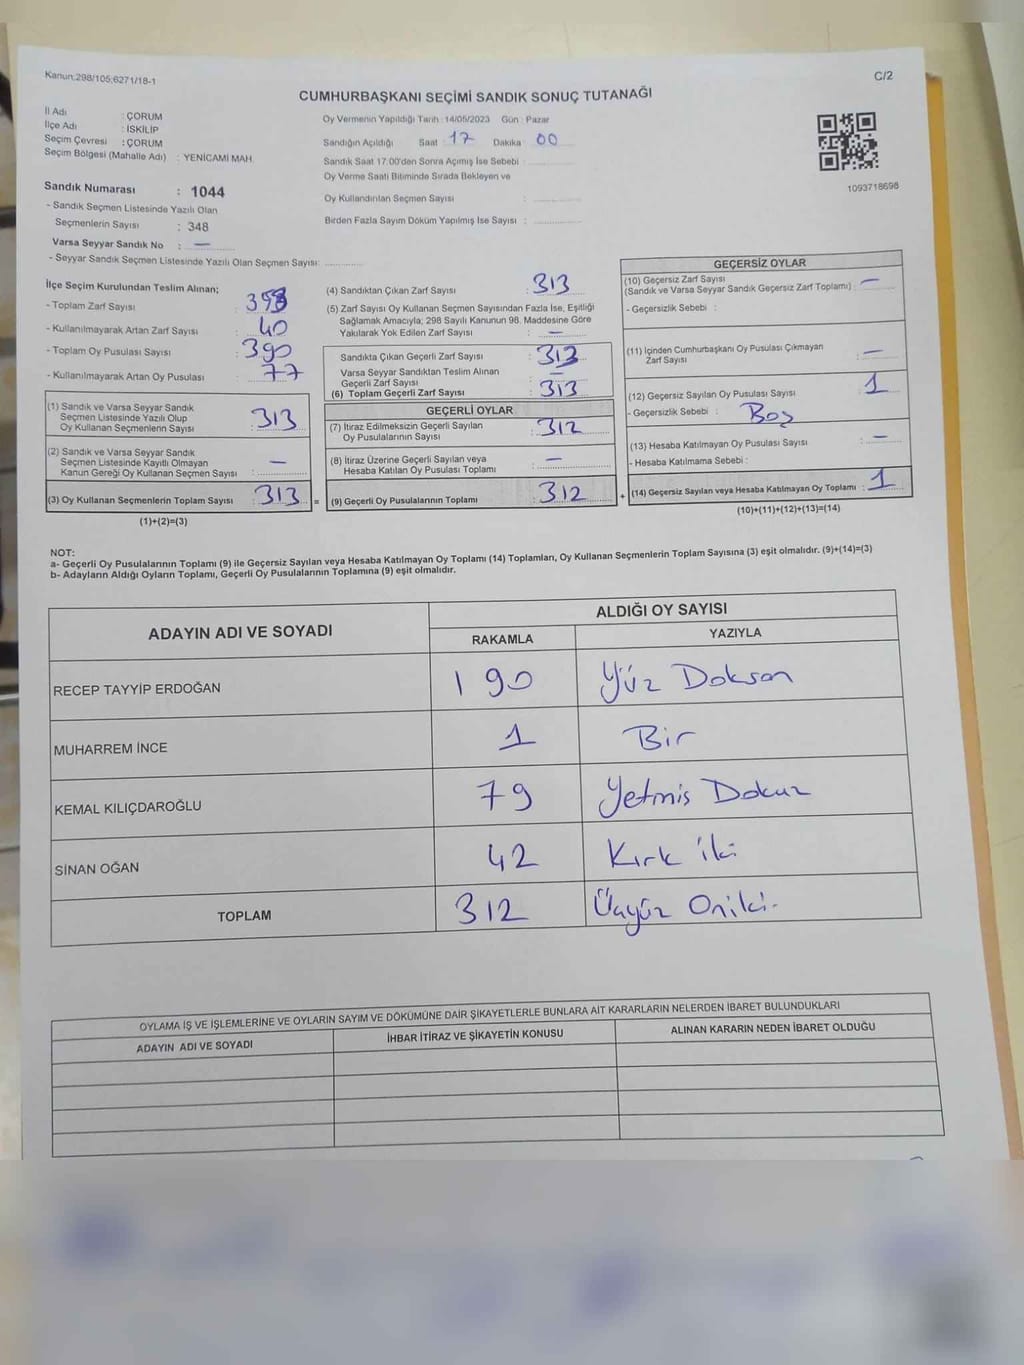 Kanun:298/105;6271/18-1
C/2
CUMHURBAŞKANI SEÇİMİ SANDIK SONUÇ TUTANAĞI
İl Adı : ÇORUM
İlçe Adı : İSKİLİP
Seçim Çevresi : ÇORUM
Seçim Bölgesi (Mahalle Adı) : YENİCAMİ MAH.
Sandık Numarası : 1044
- Sandık Seçmen Listesinde Yazılı Olan
Seçmenlerin Sayısı : 348
Varsa Seyyar Sandık No : —
- Seyyar Sandık Seçmen Listesinde Yazılı Olan Seçmen Sayısı:
Oy Vermenin Yapıldığı Tarih : 14/05/2023 Gün : Pazar
Sandığın Açıldığı Saat : 17 Dakika : 00
Sandık Saat 17:00'den Sonra Açımış İse Sebebi :
Oy Verme Saati Bitiminde Sırada Bekleyen ve
Oy Kullandırılan Seçmen Sayısı :
Birden Fazla Sayım Döküm Yapılmış İse Sayısı :
1093718698
İlçe Seçim Kurulundan Teslim Alınan;
- Toplam Zarf Sayısı :
- Kullanılmayarak Artan Zarf Sayısı : 40
- Toplam Oy Pusulası Sayısı : 390
- Kullanılmayarak Artan Oy Pusulası : 77
(1) Sandık ve Varsa Seyyar Sandık
Seçmen Listesinde Yazılı Olup
Oy Kullanan Seçmenlerin Sayısı : 313
(2) Sandık ve Varsa Seyyar Sandık
Seçmen Listesinde Kayıtlı Olmayan
Kanun Gereği Oy Kullanan Seçmen Sayısı : —
(3) Oy Kullanan Seçmenlerin Toplam Sayısı : 313 =
(1)+(2)=(3)
(4) Sandıktan Çıkan Zarf Sayısı : 313
(5) Zarf Sayısı Oy Kullanan Seçmen Sayısından Fazla İse, Eşitliği
Sağlamak Amacıyla; 298 Sayılı Kanunun 98. Maddesine Göre
Yakılarak Yok Edilen Zarf Sayısı : —
Sandıkta Çıkan Geçerli Zarf Sayısı : 313
Varsa Seyyar Sandıktan Teslim Alınan
Geçerli Zarf Sayısı : —
(6) Toplam Geçerli Zarf Sayısı : 313
GEÇERLİ OYLAR
(7) İtiraz Edilmeksizin Geçerli Sayılan
Oy Pusulalarının Sayısı : 312
(8) İtiraz Üzerine Geçerli Sayılan veya
Hesaba Katılan Oy Pusulası Toplamı : —
(9) Geçerli Oy Pusulalarının Toplamı : 312 +
GEÇERSİZ OYLAR
(10) Geçersiz Zarf Sayısı
(Sandık ve Varsa Seyyar Sandık Geçersiz Zarf Toplamı) : —
- Geçersizlik Sebebi :
(11) İçinden Cumhurbaşkanı Oy Pusulası Çıkmayan
Zarf Sayısı : —
(12) Geçersiz Sayılan Oy Pusulası Sayısı : 1
- Geçersizlik Sebebi : Boş
(13) Hesaba Katılmayan Oy Pusulası Sayısı : —
- Hesaba Katılmama Sebebi :
(14) Geçersiz Sayılan veya Hesaba Katılmayan Oy Toplamı : 1
(10)+(11)+(12)+(13)=(14)
NOT:
a- Geçerli Oy Pusulalarının Toplamı (9) ile Geçersiz Sayılan veya Hesaba Katılmayan Oy Toplamı (14) Toplamları, Oy Kullanan Seçmenlerin Toplam Sayısına (3) eşit olmalıdır. (9)+(14)=(3)
b- Adayların Aldığı Oyların Toplamı, Geçerli Oy Pusulalarının Toplamına (9) eşit olmalıdır.
ADAYIN ADI VE SOYADI ALDIĞI OY SAYISI
RAKAMLA YAZIYLA
RECEP TAYYİP ERDOĞAN 190 Yüz Doksan
MUHARREM İNCE 1 Bir
KEMAL KILIÇDAROĞLU 79 Yetmis Dokuz
SİNAN OĞAN 42 Kırk iki
TOPLAM 312 Üçyüz Oniki
OYLAMA İŞ VE İŞLEMLERİNE VE OYLARIN SAYIM VE DÖKÜMÜNE DAİR ŞİKAYETLERLE BUNLARA AİT KARARLARIN NELERDEN İBARET BULUNDUKLARI
ADAYIN ADI VE SOYADI İHBAR İTİRAZ VE ŞİKAYETİN KONUSU ALINAN KARARIN NEDEN İBARET OLDUĞU